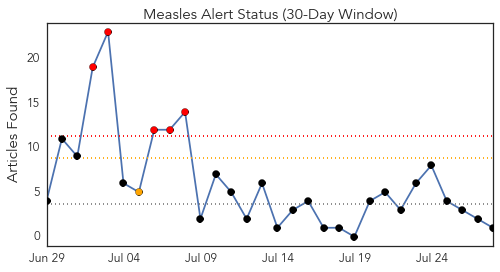 Measles Alert Status (30-Day Window)
Articles Found
20
15
10
5
0
Jun 29 Jul 04 Jul 09 Jul 14 Jul 19 Jul 24